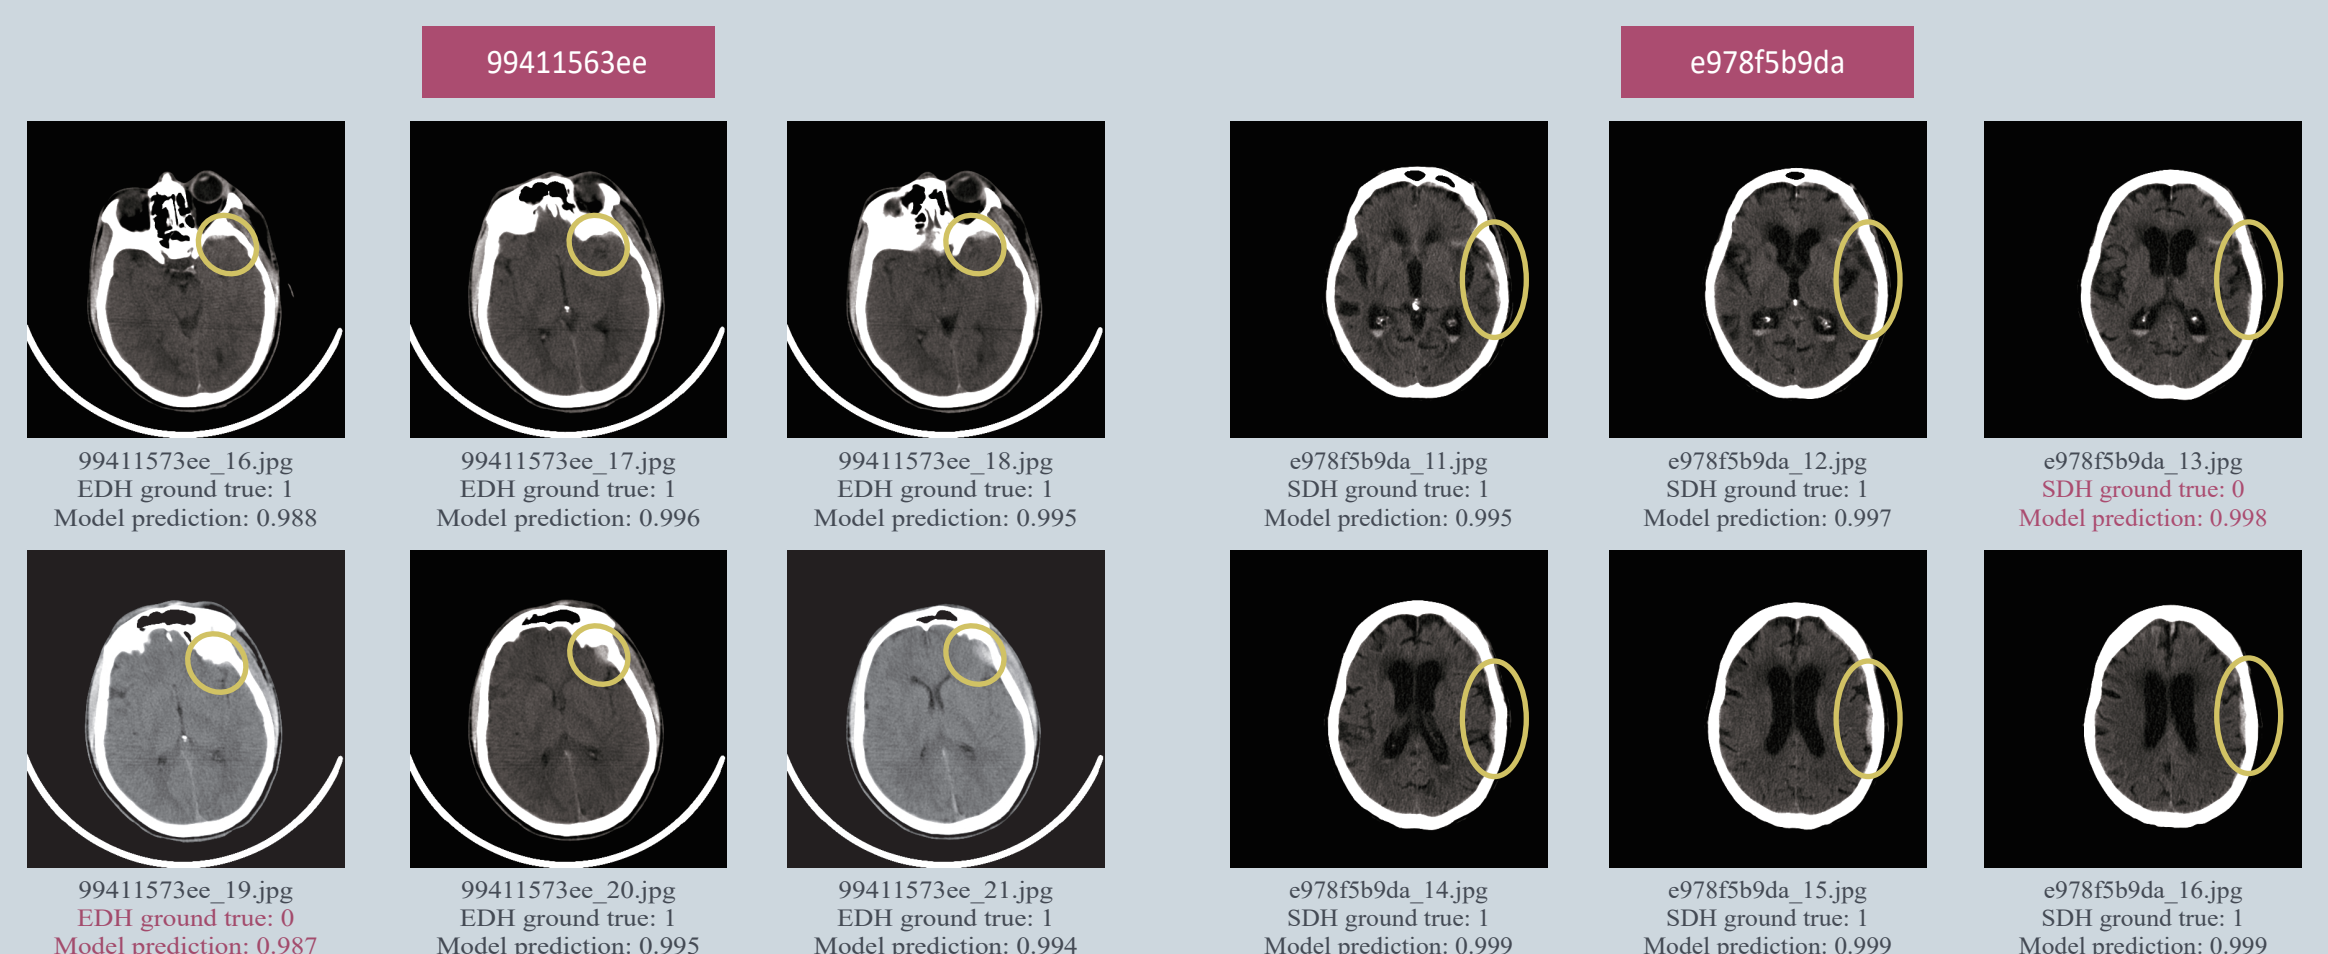 99411563ee
e978f5b9da
99411573ee_16.jpg
EDH ground true: 1
Model prediction: 0.988
99411573ee_17.jpg
EDH ground true: 1
Model prediction: 0.996
99411573ee_18.jpg
EDH ground true: 1
Model prediction: 0.995
e978f5b9da_11.jpg
SDH ground true: 1
Model prediction: 0.995
e978f5b9da_12.jpg
SDH ground true: 1
Model prediction: 0.997
e978f5b9da_13.jpg
SDH ground true: 0
Model prediction: 0.998
99411573ee_19.jpg
EDH ground true: 0
Model prediction: 0.987
99411573ee_20.jpg
EDH ground true: 1
Model prediction: 0.995
99411573ee_21.jpg
EDH ground true: 1
Model prediction: 0.994
e978f5b9da_14.jpg
SDH ground true: 1
Model prediction: 0.999
e978f5b9da_15.jpg
SDH ground true: 1
Model prediction: 0.999
e978f5b9da_16.jpg
SDH ground true: 1
Model prediction: 0.999